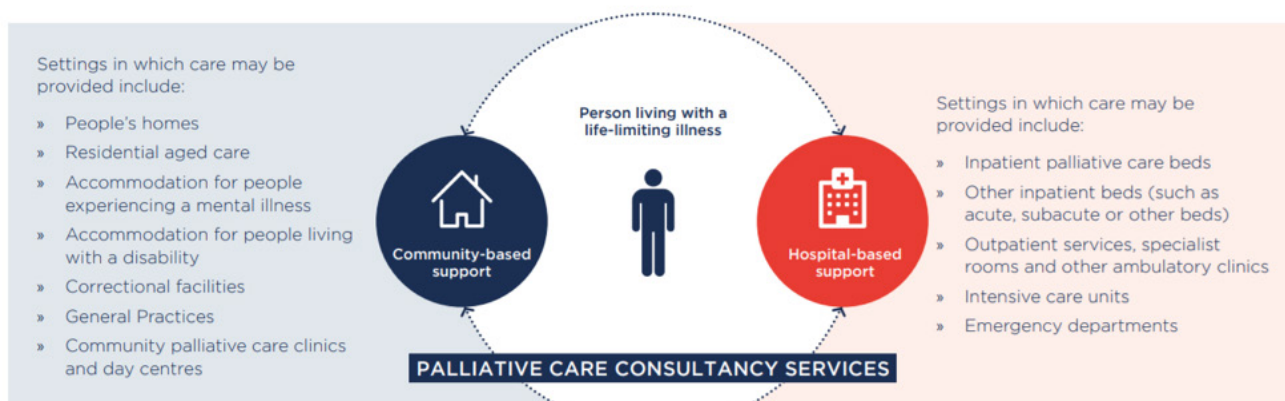 Settings in which care may be
provided include:
» People's homes
» Residential aged care
» Accommodation for people
experiencing a mental illness
» Accommodation for people living
with a disability
» Correctional facilities
» General Practices
» Community palliative care clinics
and day centres
Person living with a
life-limiting illness
Community-based
support
Hospital-based
support
PALLIATIVE CARE CONSULTANCY SERVICES
Settings in which care may be
provided include:
» Inpatient palliative care beds
» Other inpatient beds (such as
acute, subacute or other beds)
» Outpatient services, specialist
rooms and other ambulatory clinics
» Intensive care units
» Emergency departments